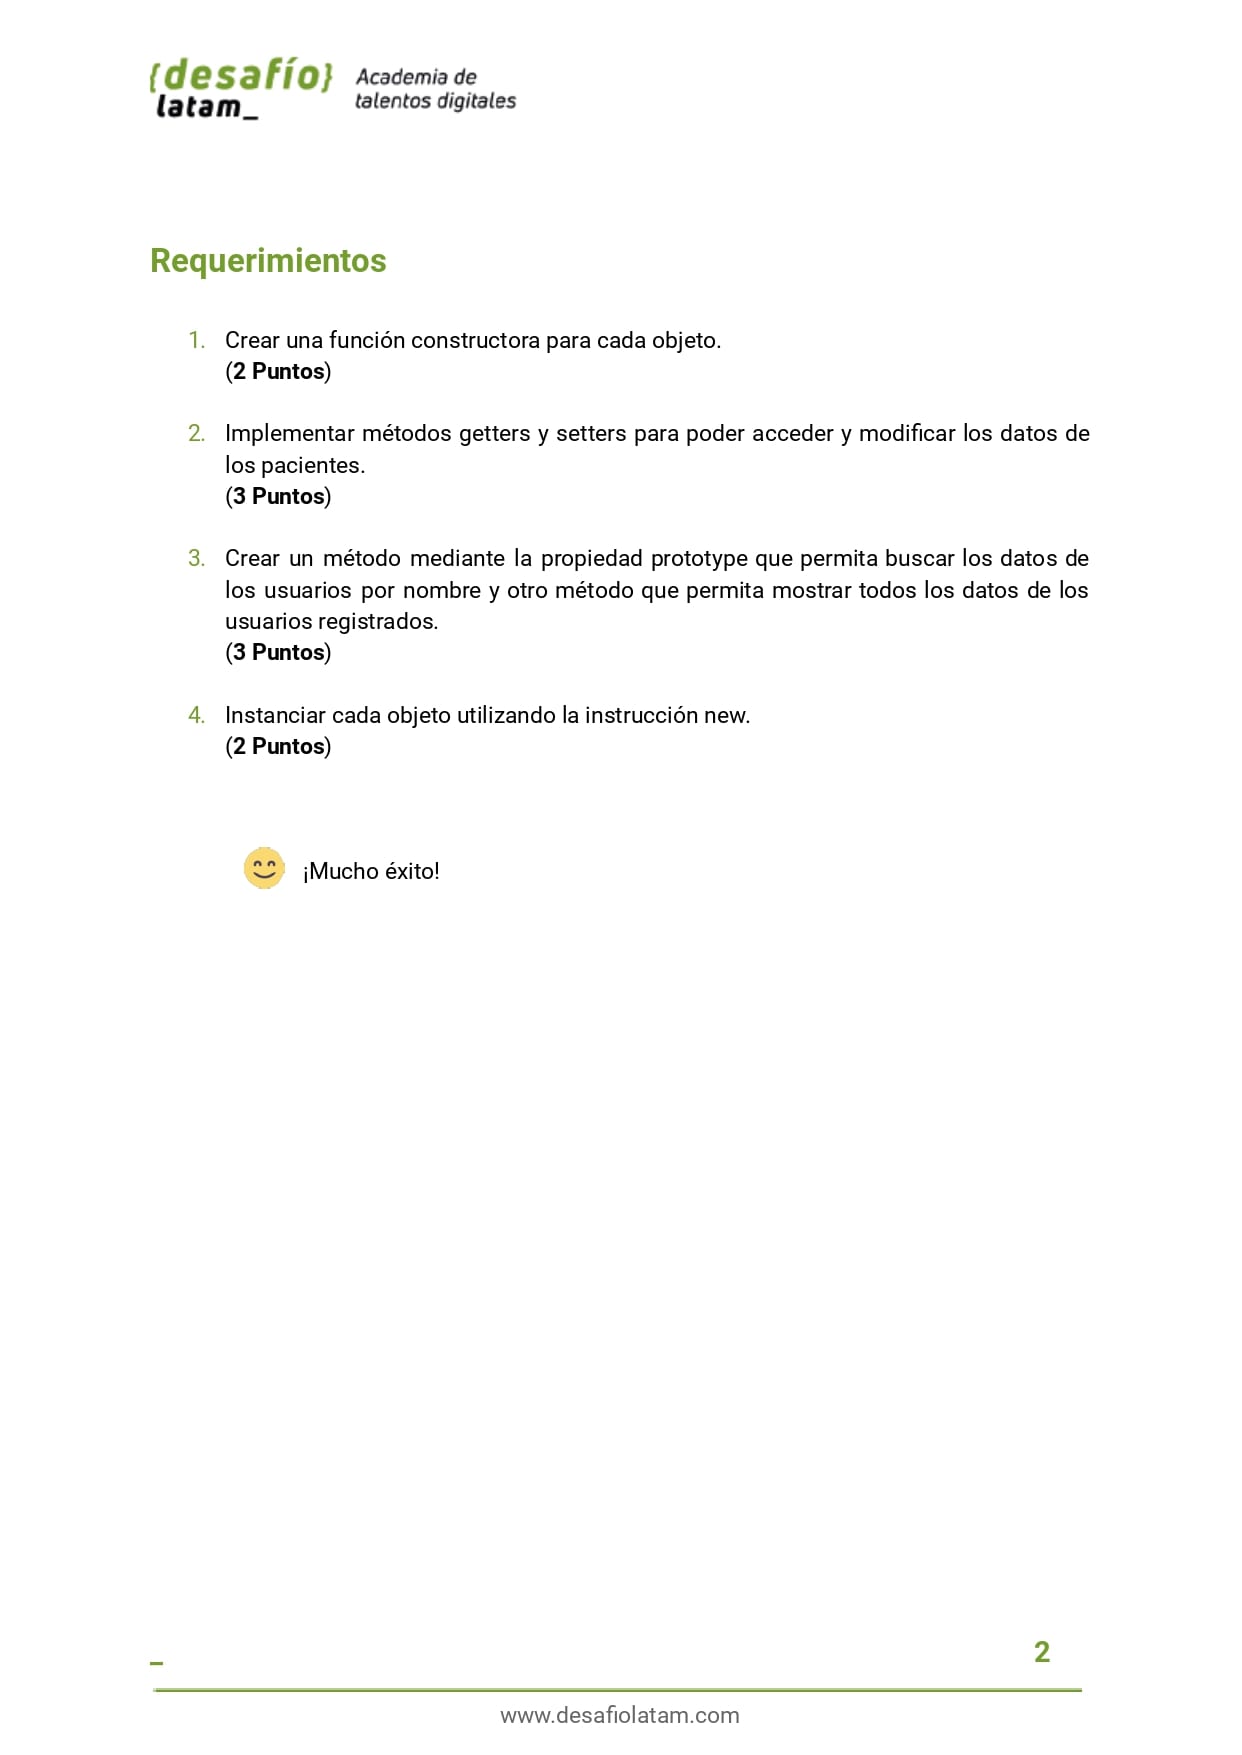 {desafío}
latam_
Academia de
talentos digitales
Requerimientos
1. Crear una función constructora para cada objeto.
(2 Puntos)
2. Implementar métodos getters y setters para poder acceder y modificar los datos de
los pacientes.
(3 Puntos)
3. Crear un método mediante la propiedad prototype que permita buscar los datos de
los usuarios por nombre y otro método que permita mostrar todos los datos de los
usuarios registrados.
(3 Puntos)
4. Instanciar cada objeto utilizando la instrucción new.
(2 Puntos)
¡Mucho éxito!
_
2
www.desafiolatam.com